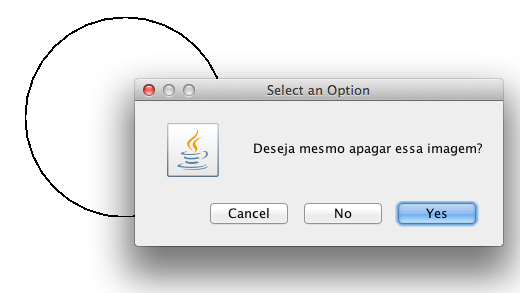 Select an Option
Deseja mesmo apagar essa imagem?
Cancel No Yes